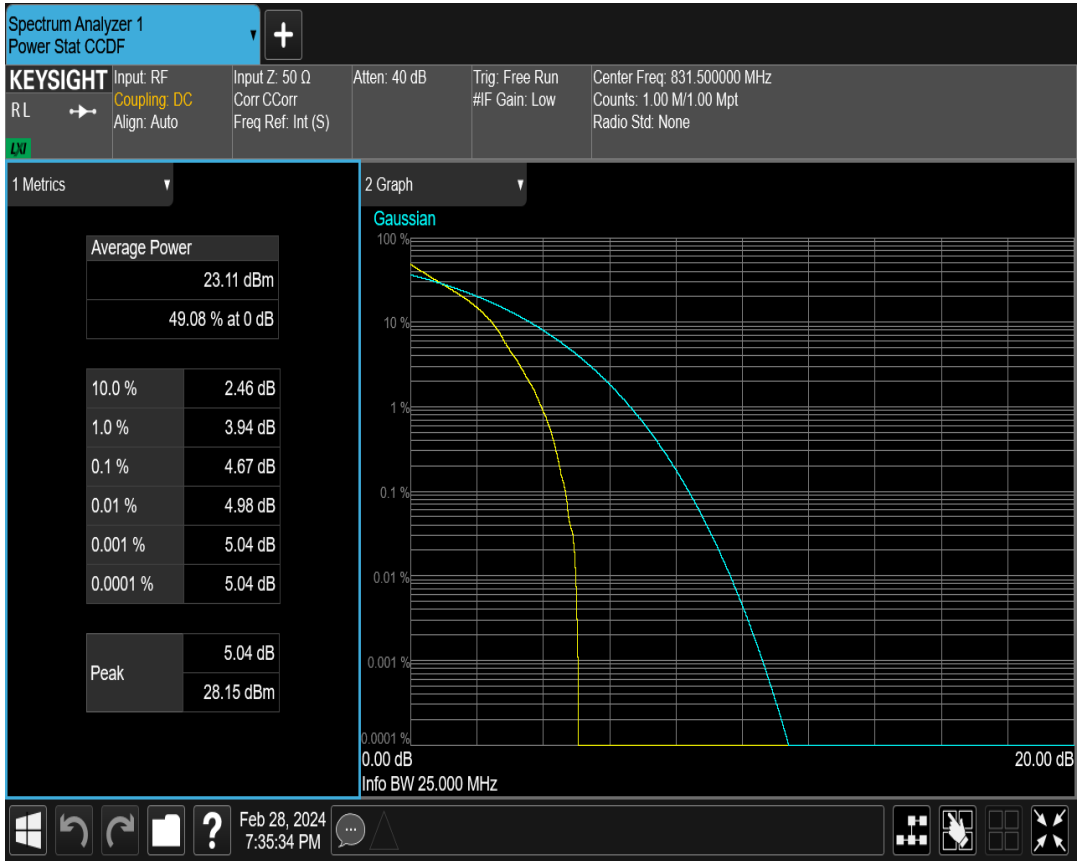 Spectrum Analyzer 1
Power Stat CCDF
KEYSIGHT
RL
LXI
Input: RF
Coupling: DC
Align: Auto
Input Z: 50 Ω
Corr CCorr
Freq Ref: Int (S)
Atten: 40 dB
Trig: Free Run
#IF Gain: Low
Center Freq: 831.500000 MHz
Counts: 1.00 M/1.00 Mpt
Radio Std: None
1 Metrics
Average Power
23.11 dBm
49.08 % at 0 dB
10.0 % 2.46 dB
1.0 % 3.94 dB
0.1 % 4.67 dB
0.01 % 4.98 dB
0.001 % 5.04 dB
0.0001 % 5.04 dB
Peak
5.04 dB
28.15 dBm
2 Graph
Gaussian
100 %
10 %
1 %
0.1 %
0.01 %
0.001 %
0.0001 %
0.00 dB 20.00 dB
Info BW 25.000 MHz
?
Feb 28, 2024
7:35:34 PM